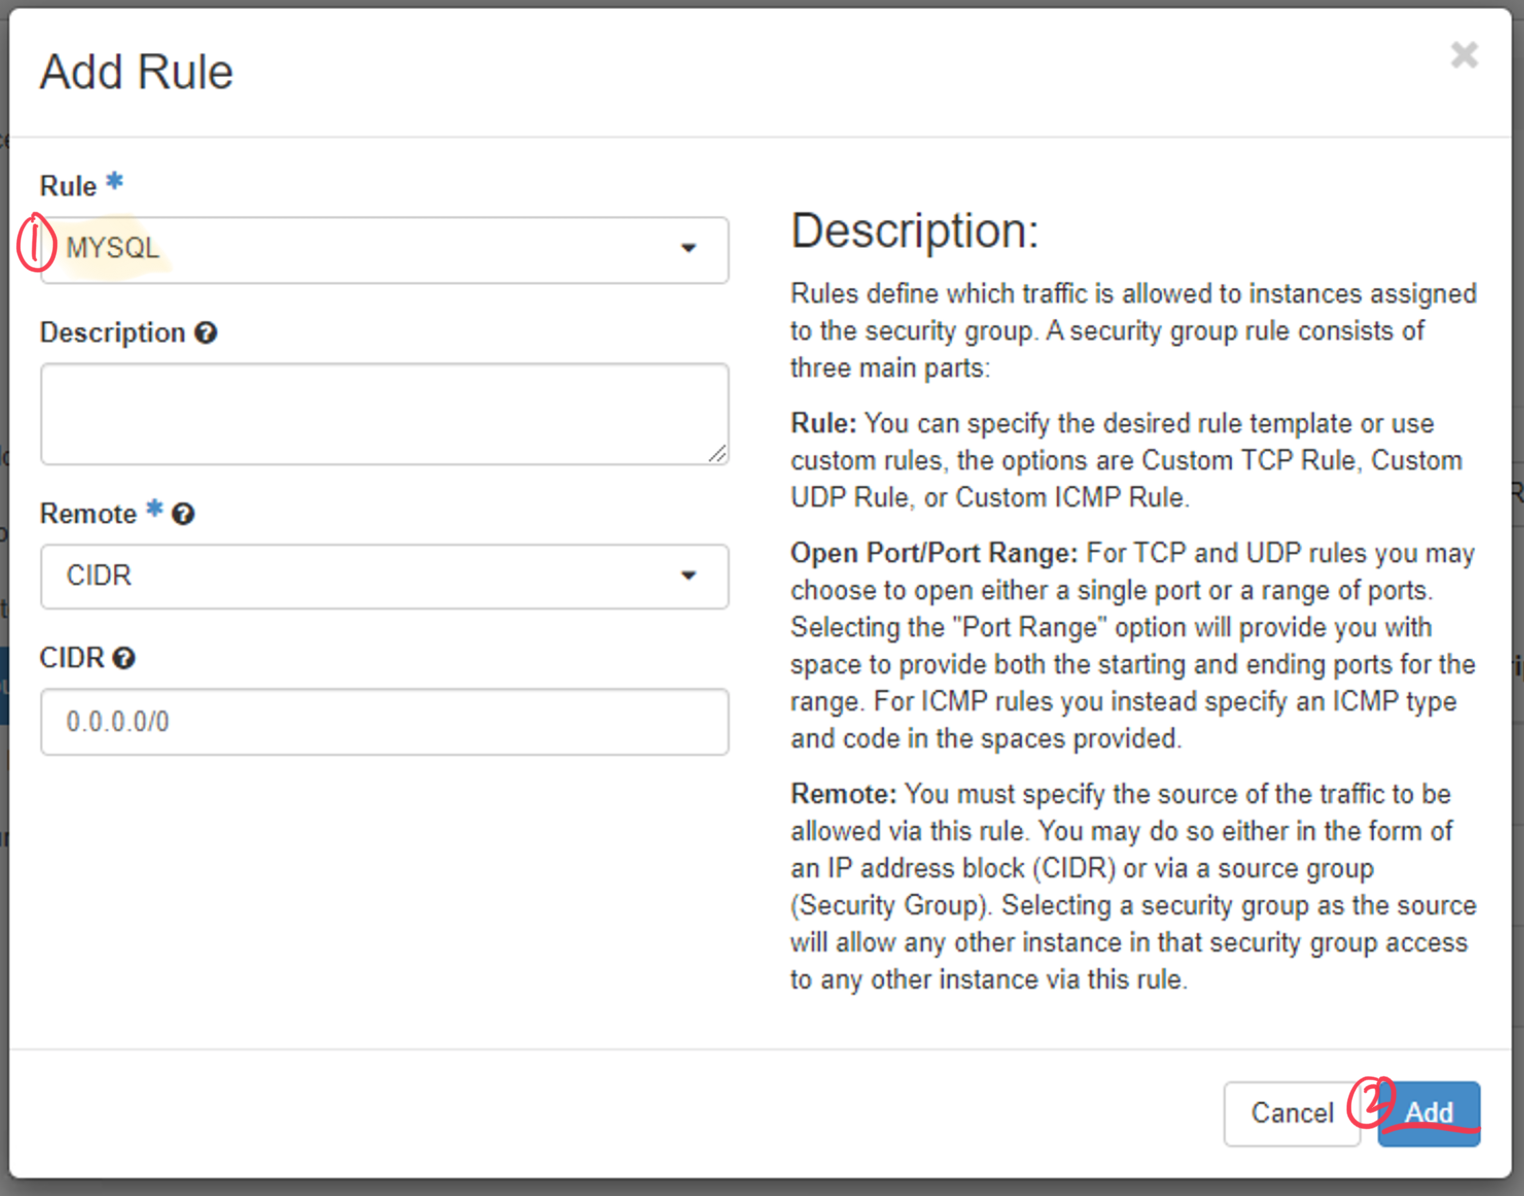 Add Rule
Rule *
1
MYSQL
Description
Remote *
CIDR
CIDR
0.0.0.0/0
Description:
Rules define which traffic is allowed to instances assigned
to the security group. A security group rule consists of
three main parts:
Rule: You can specify the desired rule template or use
custom rules, the options are Custom TCP Rule, Custom
UDP Rule, or Custom ICMP Rule.
Open Port/Port Range: For TCP and UDP rules you may
choose to open either a single port or a range of ports.
Selecting the "Port Range" option will provide you with
space to provide both the starting and ending ports for the
range. For ICMP rules you instead specify an ICMP type
and code in the spaces provided.
Remote: You must specify the source of the traffic to be
allowed via this rule. You may do so either in the form of
an IP address block (CIDR) or via a source group
(Security Group). Selecting a security group as the source
will allow any other instance in that security group access
to any other instance via this rule.
Cancel
2
Add